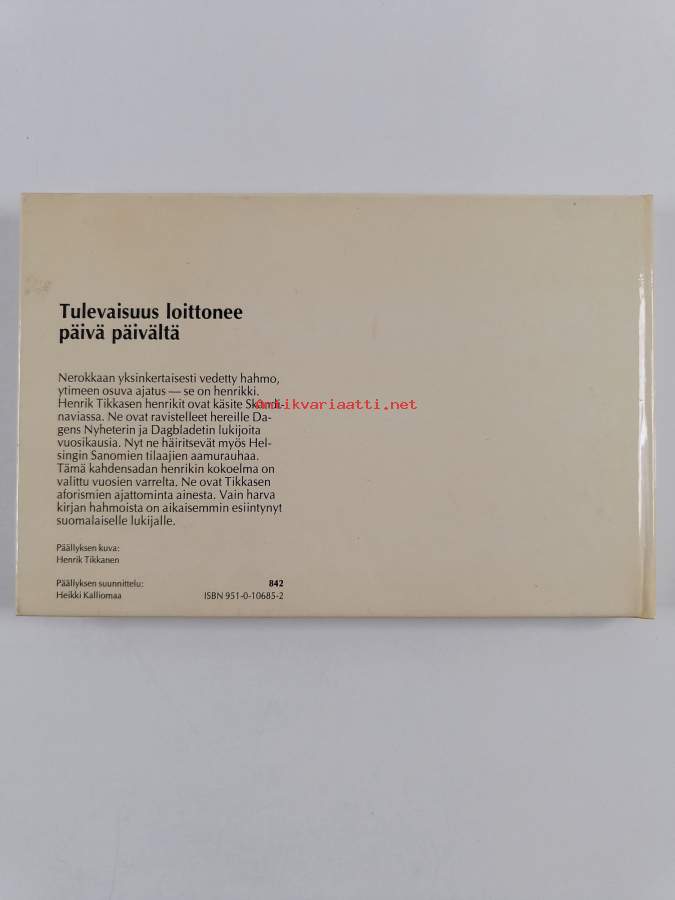 Tulevaisuus loittonee
päivä päivältä
Nerokkaan yksinkertaisesti vedetty hahmo,
ytimeen osuva ajatus — se on henrikki.
Henrik Tikkasen henrikit ovat käsite Skandi-
naviassa. Ne ovat ravistelleet hereille Da-
gens Nyheterin ja Dagbladetin lukijoita
vuosikausia. Nyt ne häiritsevät myös Hel-
singin Sanomien tilaajien aamurauhaa.
Tämä kahdensadan henrikin kokoelma on
valittu vuosien varrelta. Ne ovat Tikkasen
aforismien ajattominta ainesta. Vain harva
kirjan hahmoista on aikaisemmin esiintynyt
suomalaiselle lukijalle.
Päällyksen kuva:
Henrik Tikkanen
Päällyksen suunnittelu: 842
Heikki Kalliomaa ISBN 951-0-10685-2
Antikvariaatti.net